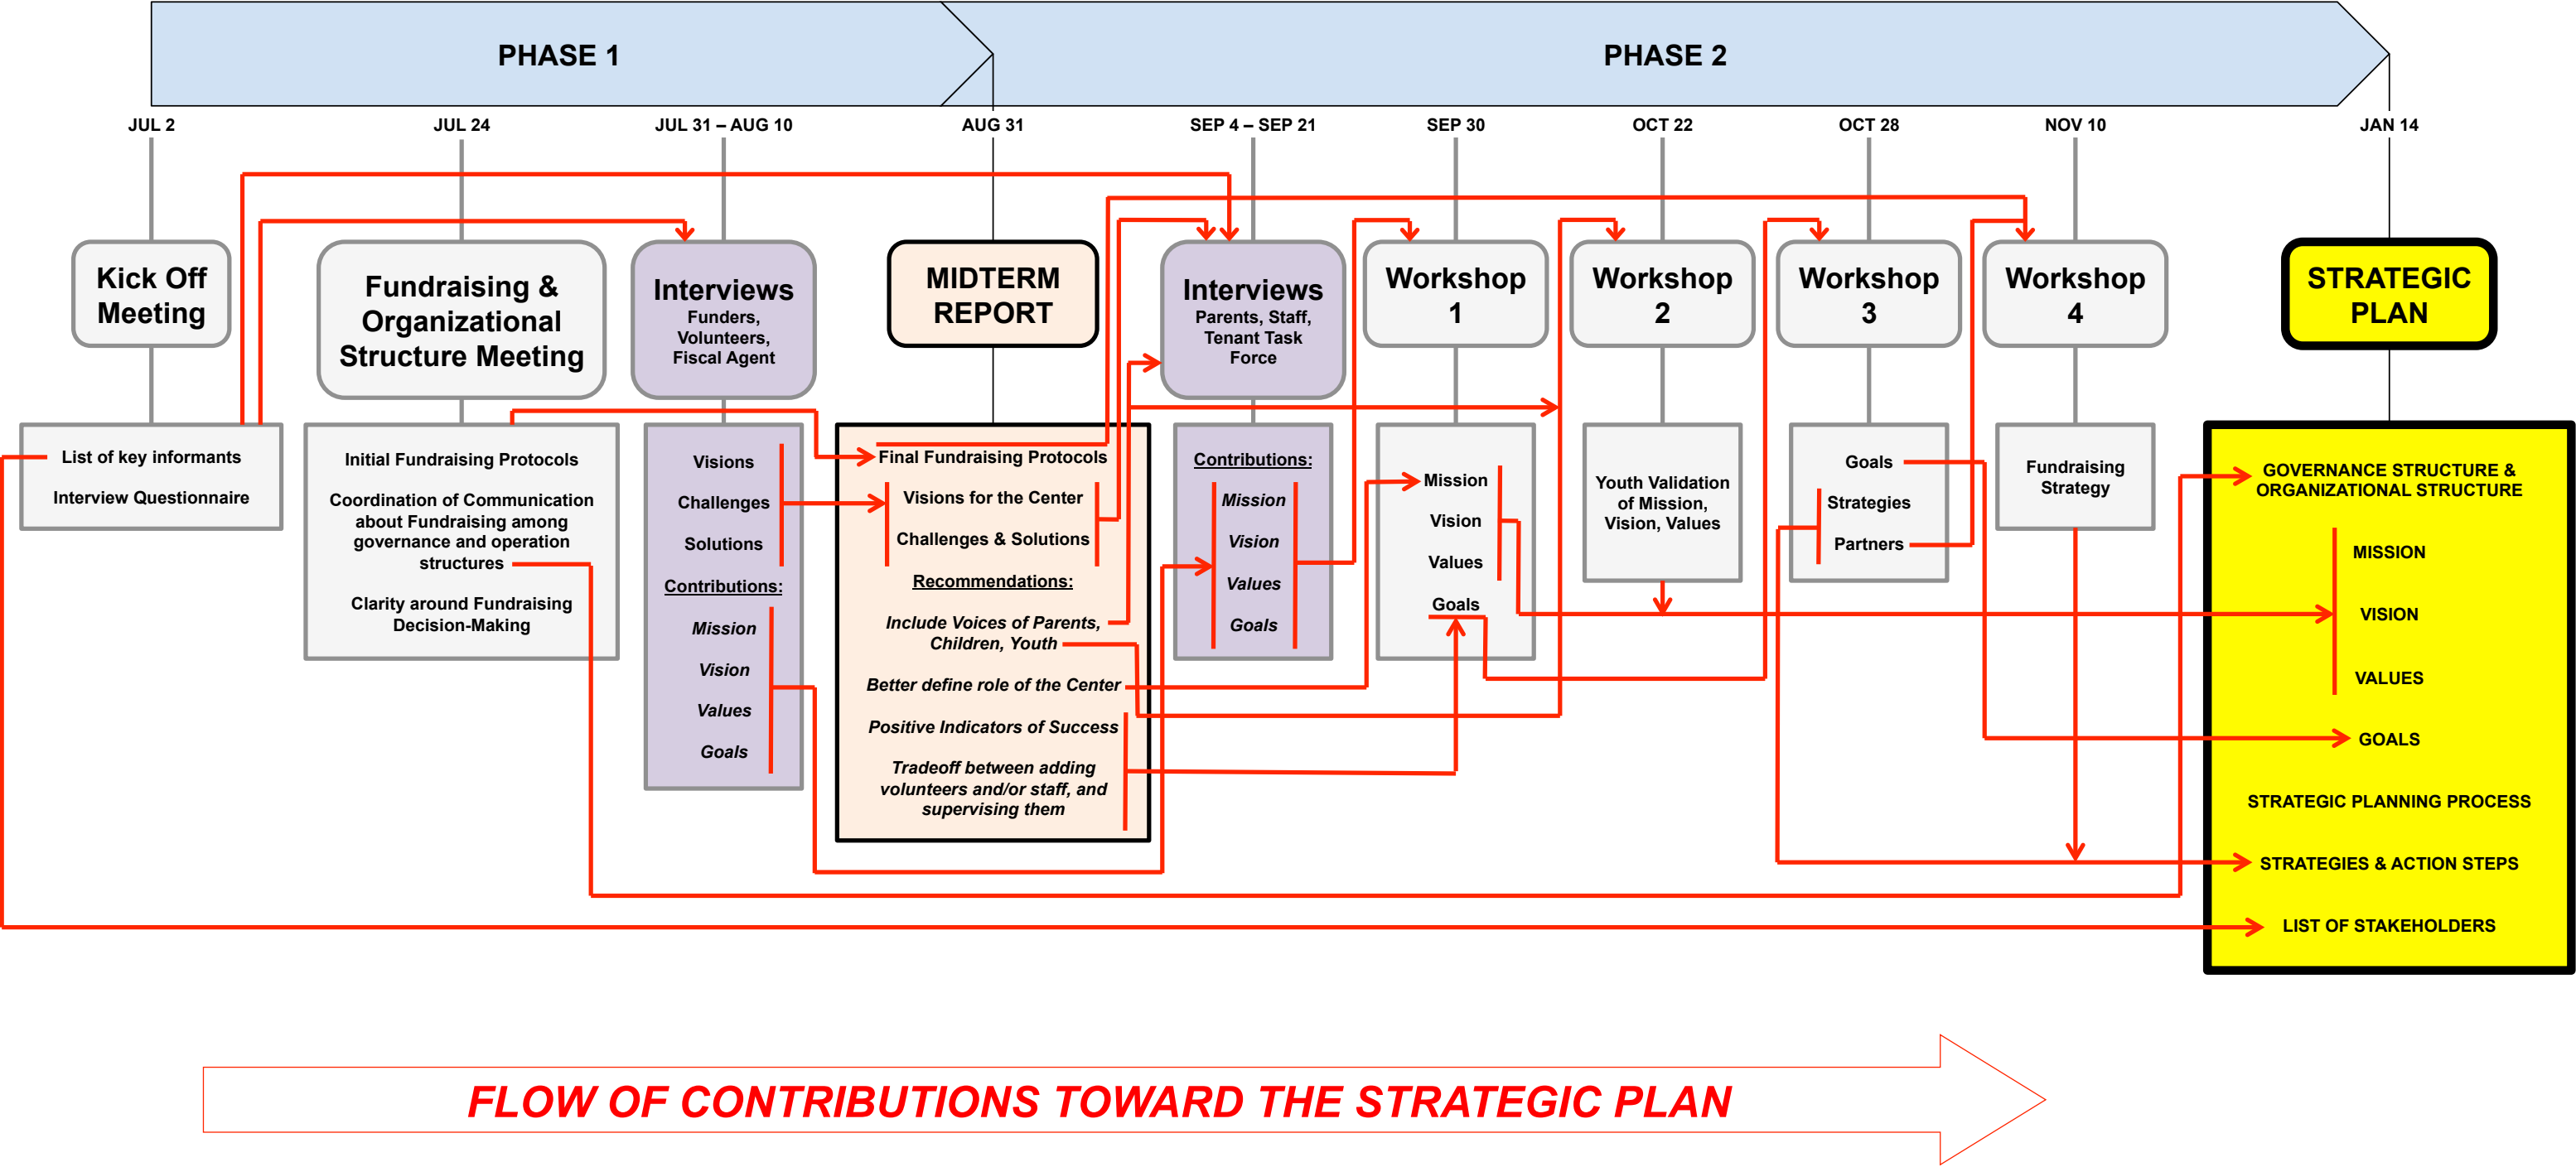 PHASE 1
PHASE 2
JUL 2
JUL 24
JUL 31 – AUG 10
AUG 31
SEP 4 – SEP 21
SEP 30
OCT 22
OCT 28
NOV 10
JAN 14
Kick Off
Meeting
Fundraising &
Organizational
Structure Meeting
Interviews
Funders,
Volunteers,
Fiscal Agent
MIDTERM
REPORT
Interviews
Parents, Staff,
Tenant Task
Force
Workshop
1
Workshop
2
Workshop
3
Workshop
4
STRATEGIC
PLAN
List of key informants
Interview Questionnaire
Initial Fundraising Protocols
Coordination of Communication
about Fundraising among
governance and operation
structures
Clarity around Fundraising
Decision-Making
Visions
Challenges
Solutions
Contributions:
Mission
Vision
Values
Goals
Final Fundraising Protocols
Visions for the Center
Challenges & Solutions
Recommendations:
Include Voices of Parents,
Children, Youth
Better define role of the Center
Positive Indicators of Success
Tradeoff between adding
volunteers and/or staff, and
supervising them
Contributions:
Mission
Vision
Values
Goals
Mission
Vision
Values
Goals
Youth Validation
of Mission,
Vision, Values
Goals
Strategies
Partners
Fundraising
Strategy
GOVERNANCE STRUCTURE &
ORGANIZATIONAL STRUCTURE
MISSION
VISION
VALUES
GOALS
STRATEGIC PLANNING PROCESS
STRATEGIES & ACTION STEPS
LIST OF STAKEHOLDERS
FLOW OF CONTRIBUTIONS TOWARD THE STRATEGIC PLAN